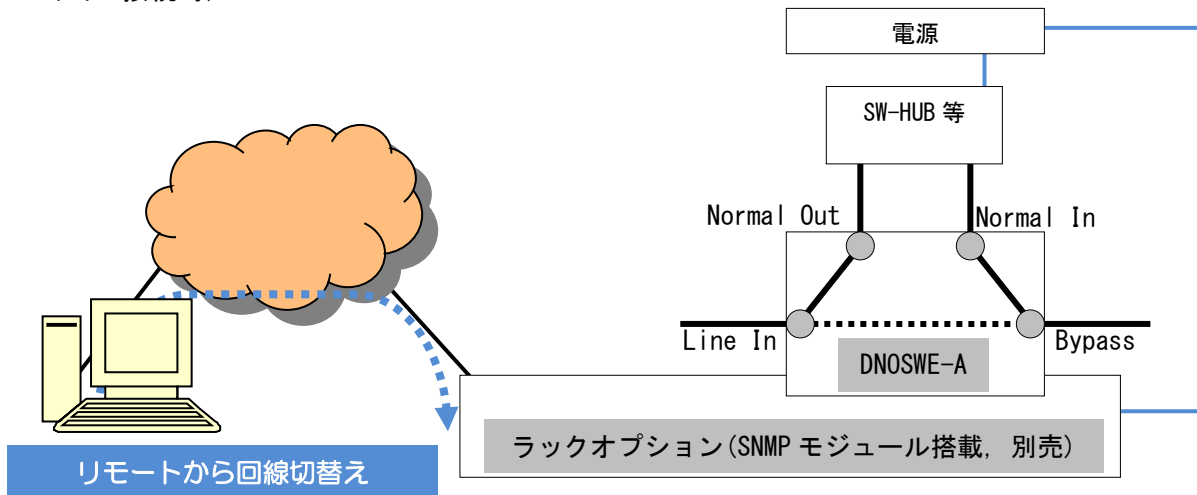 電源
SW-HUB 等
Normal Out
Normal In
Line In
Bypass
DNOSWE-A
ラックオプション(SNMP モジュール搭載, 別売)
リモートから回線切替え